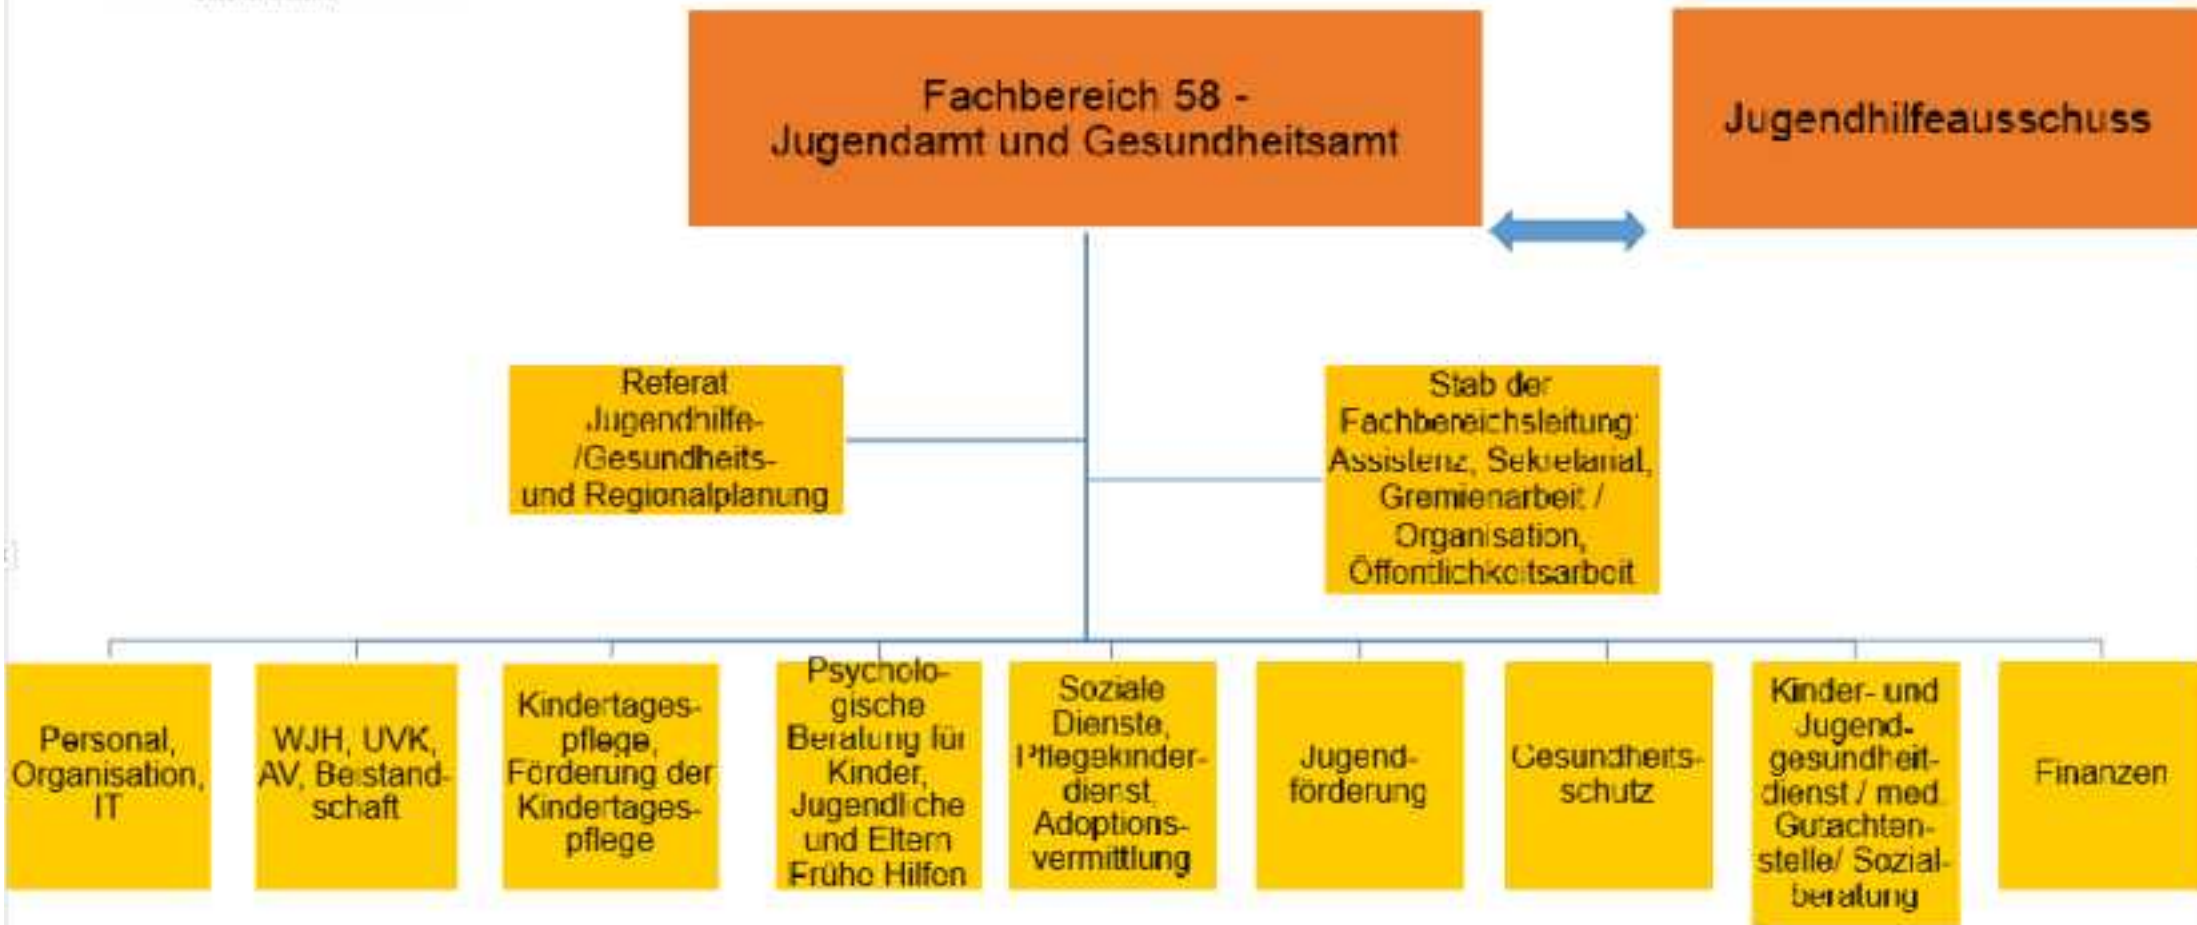 Fachbereich 58 -
Jugendamt und Gesundheitsamt
Jugendhilfeausschuss
Referat
Jugendhilfe-
/Gesundheits-
und Regionalplanung
Stab der
Fachbereichsleitung:
Assistenz, Sekretariat,
Gremienarbeit /
Organisation,
Öffentlichkeitsarbeit
Personal,
Organisation,
IT
WJH, UVK,
AV, Beistand-
schaft
Kindertages-
pflege,
Förderung der
Kindertages-
pflege
Psycholo-
gische
Beratung für
Kinder,
Jugendliche
und Eltern
Frühe Hilfen
Soziale
Dienste,
Pflegekinder-
dienst,
Adoptions-
vermittlung
Jugend-
förderung
Gesundheits-
schutz
Kinder- und
Jugend-
gesundheit-
dienst / med.
Gutachten-
stelle/ Sozial-
beratung
Finanzen